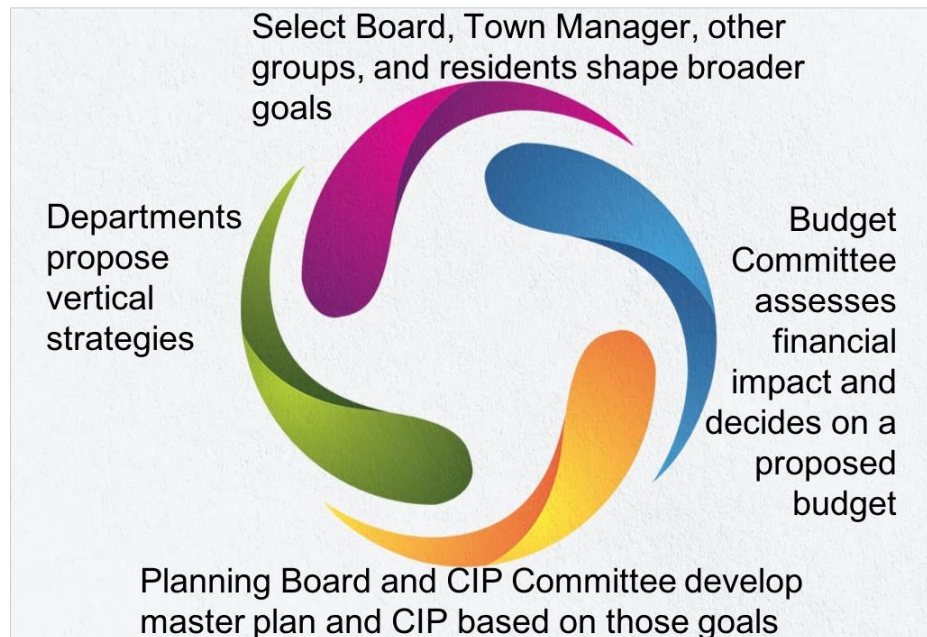 Select Board, Town Manager, other
groups, and residents shape broader
goals
Departments
propose
vertical
strategies
Budget
Committee
assesses
financial
impact and
decides on a
proposed
budget
Planning Board and CIP Committee develop
master plan and CIP based on those goals